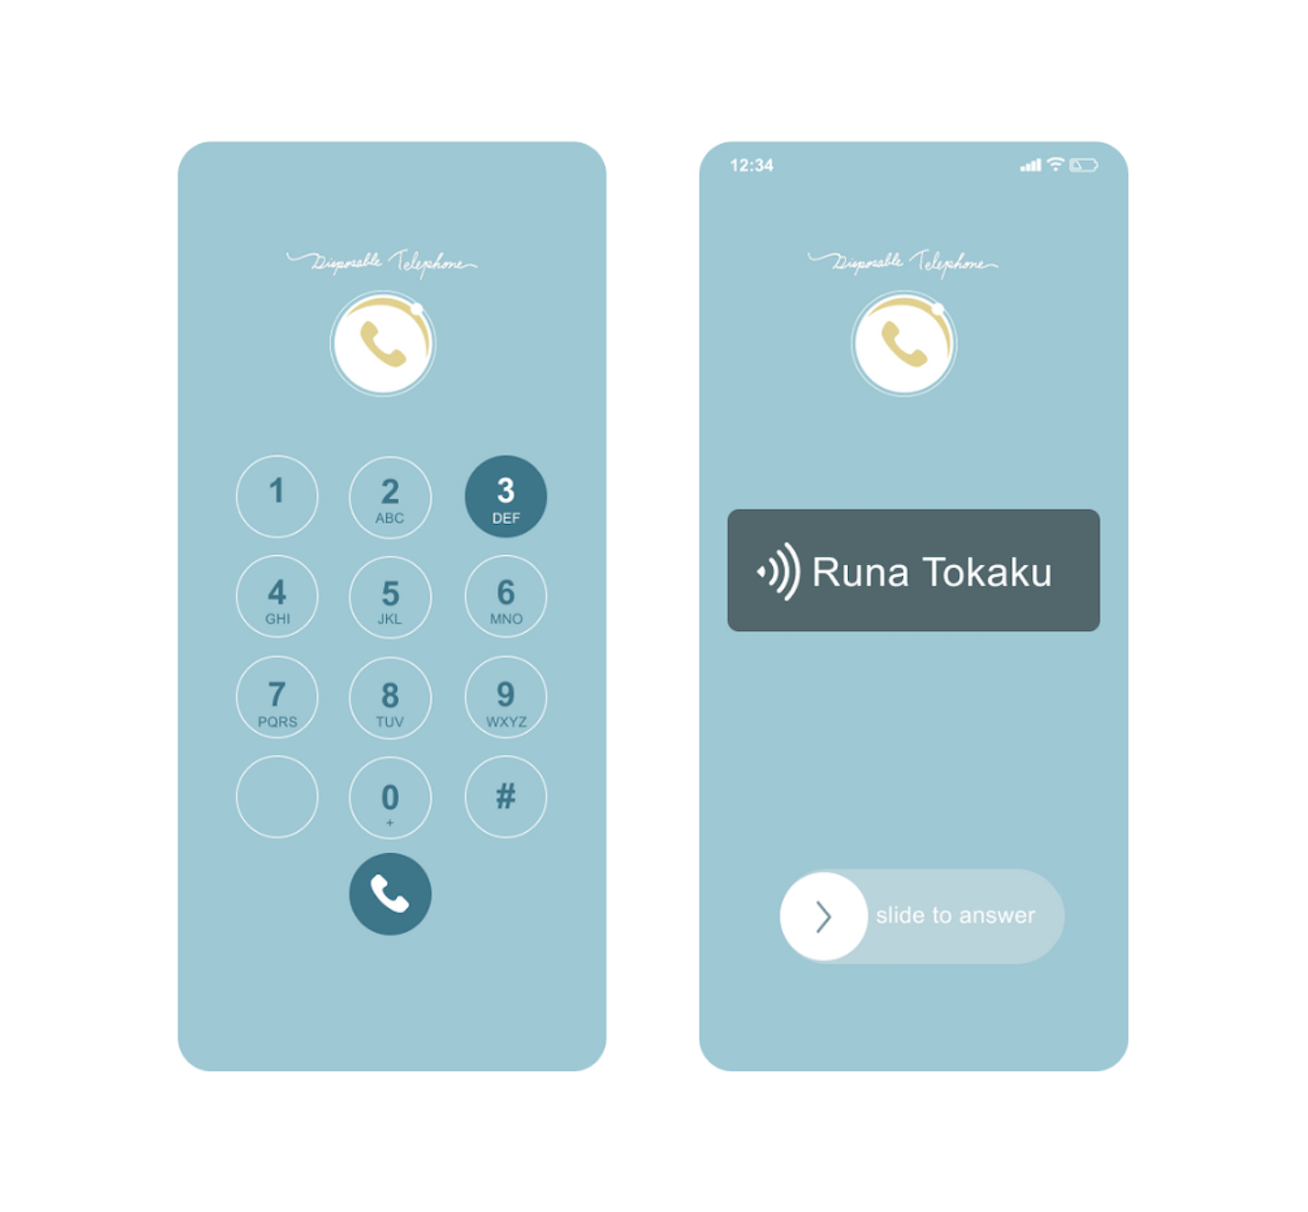 Disposable Telephone
1
2
ABC
3
DEF
4
GHI
5
JKL
6
MNO
7
PQRS
8
TUV
9
WXYZ
0
+
#
12:34
Disposable Telephone
Runa Tokaku
slide to answer